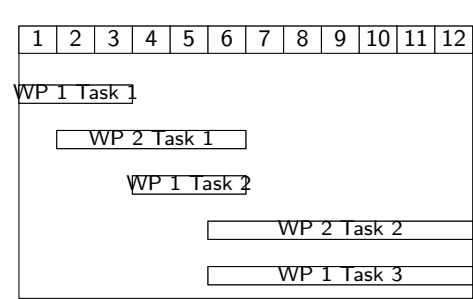 1 2 3 4 5 6 7 8 9 10 11 12
WP 1 Task 1
WP 2 Task 1
WP 1 Task 2
WP 2 Task 2
WP 1 Task 3